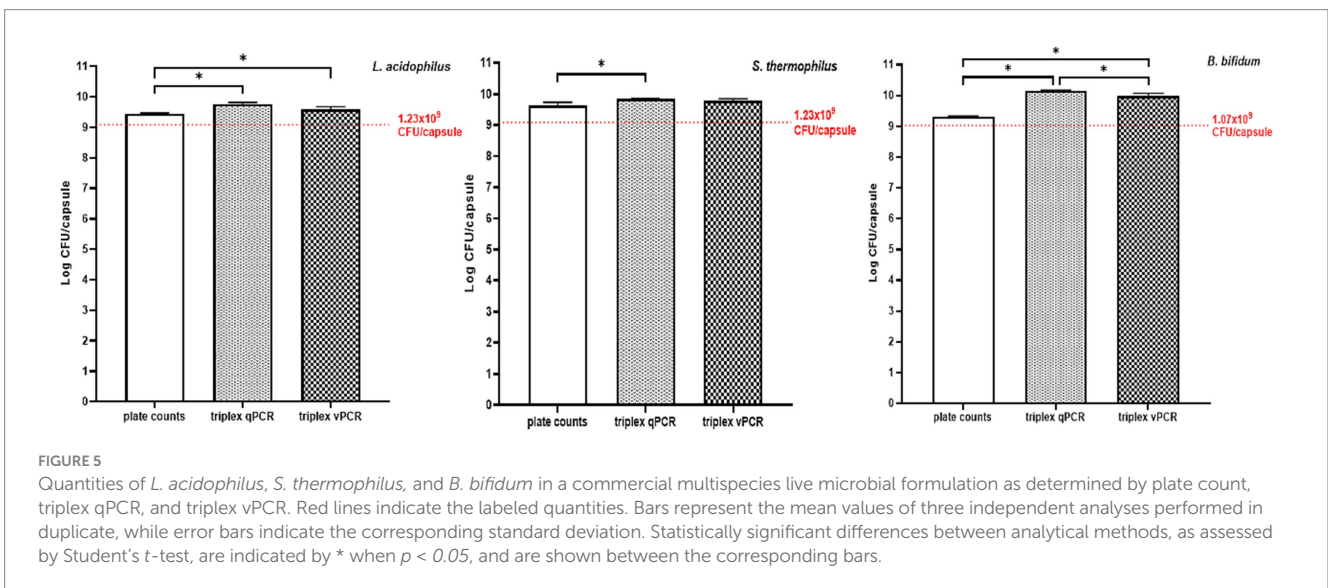 L. acidophilus
Log CFU/capsule
11
10
9
8
7
6
5
4
3
2
1
0
*
*
1.23x10⁹
CFU/capsule
plate counts triplex qPCR triplex vPCR
S. thermophilus
Log CFU/capsule
11
10
9
8
7
6
5
4
3
2
1
0
*
1.23x10⁹
CFU/capsule
plate counts triplex qPCR triplex vPCR
B. bifidum
Log CFU/capsule
11
10
9
8
7
6
5
4
3
2
1
0
*
*
*
1.07x10⁹
CFU/capsule
plate counts triplex qPCR triplex vPCR
FIGURE 5
Quantities of L. acidophilus, S. thermophilus, and B. bifidum in a commercial multispecies live microbial formulation as determined by plate count,
triplex qPCR, and triplex vPCR. Red lines indicate the labeled quantities. Bars represent the mean values of three independent analyses performed in
duplicate, while error bars indicate the corresponding standard deviation. Statistically significant differences between analytical methods, as assessed
by Student’s t-test, are indicated by * when p < 0.05, and are shown between the corresponding bars.